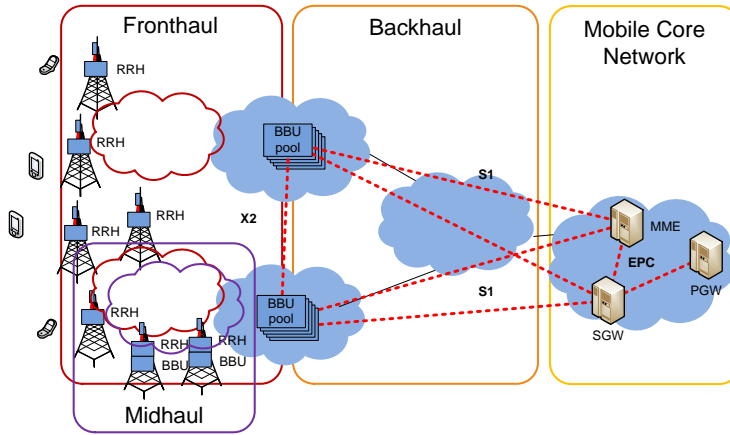 Fronthaul
Backhaul
Mobile Core
Network
RRH
RRH
BBU
pool
S1
RRH
RRH
X2
MME
EPC
PGW
RRH
BBU
pool
S1
SGW
RRH
RRH
BBU
BBU
Midhaul